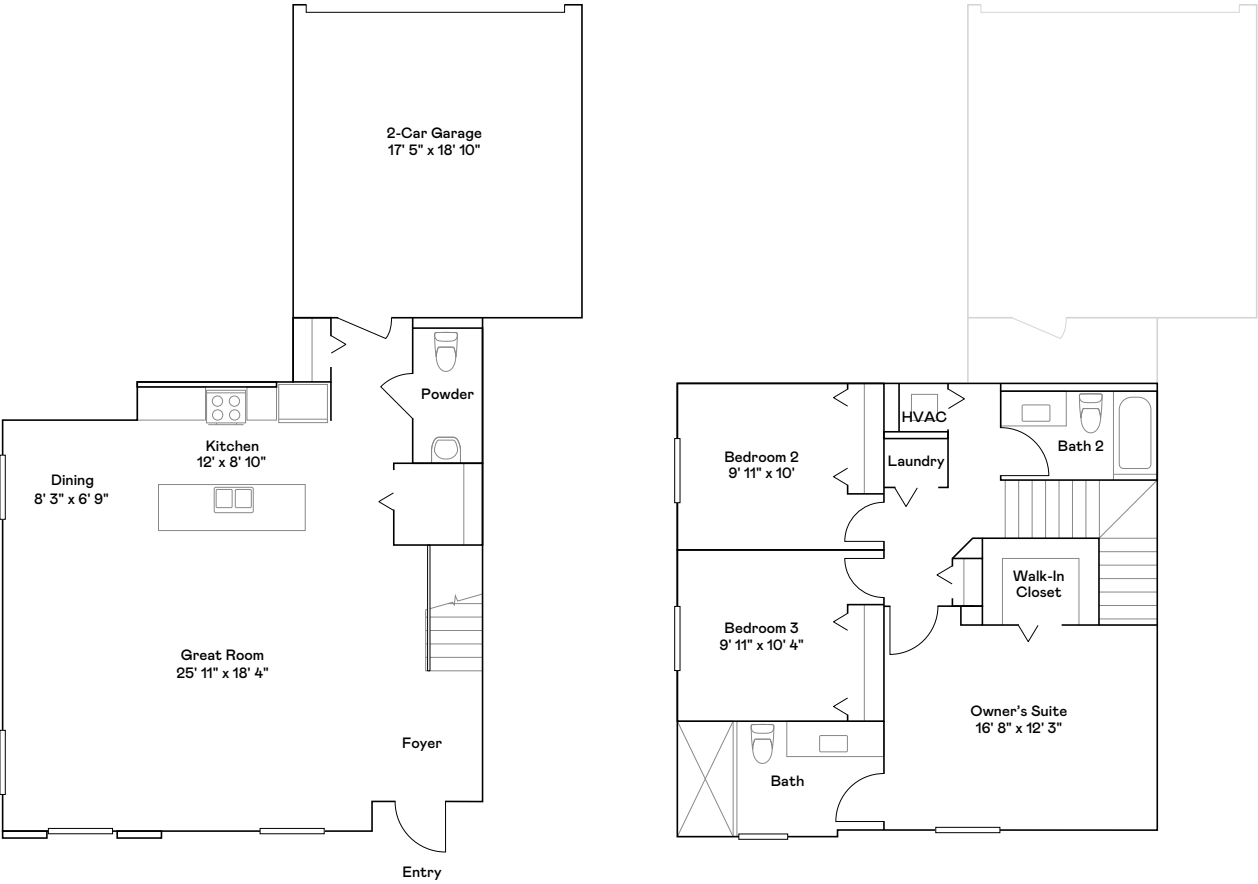 2-Car Garage
17' 5" x 18' 10"
Powder
Kitchen
12' x 8' 10"
Dining
8' 3" x 6' 9"
Great Room
25' 11" x 18' 4"
Foyer
Entry
HVAC
Bath 2
Laundry
Bedroom 2
9' 11" x 10'
Walk-In
Closet
Bedroom 3
9' 11" x 10' 4"
Owner's Suite
16' 8" x 12' 3"
Bath